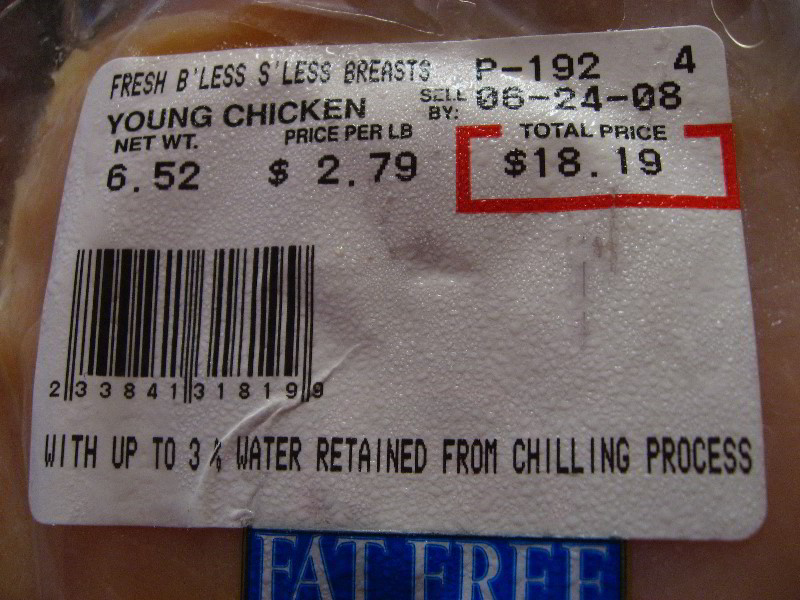 FRESH B'LESS S'LESS BREASTS P-192 4
YOUNG CHICKEN SELL BY: 06-24-08
NET WT. PRICE PER LB TOTAL PRICE
6.52 $ 2.79 $18.19
2 33841 31819 9
WITH UP TO 3 % WATER RETAINED FROM CHILLING PROCESS
FAT FREE